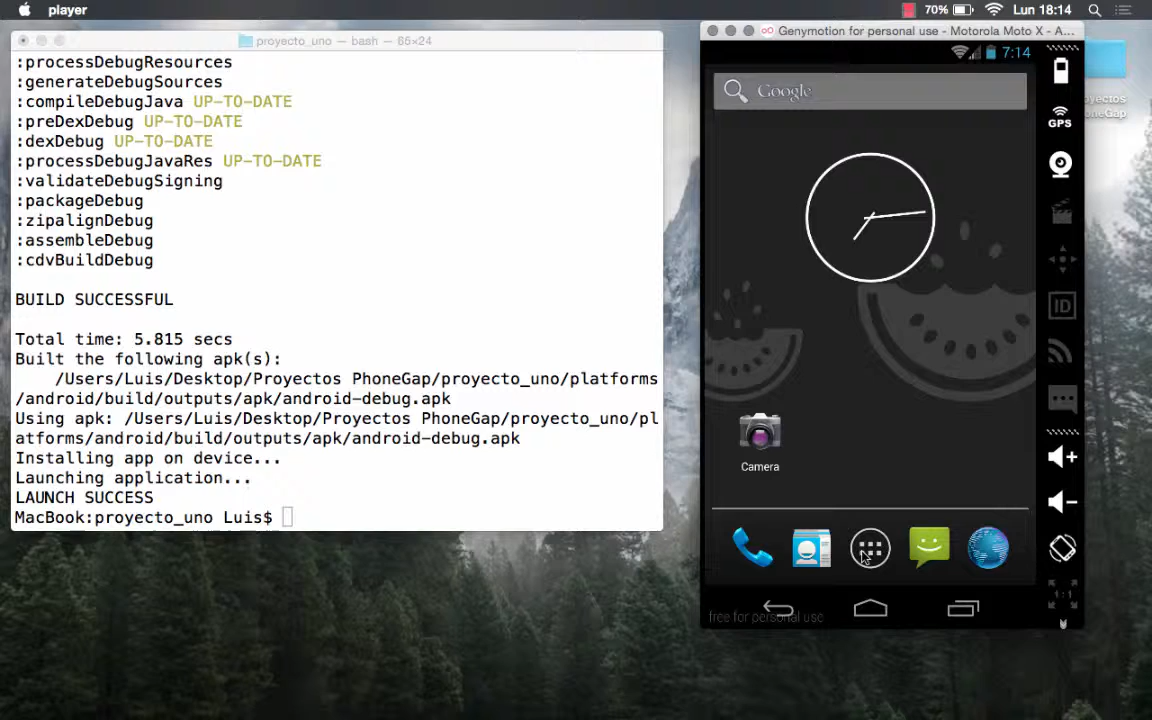 player
70%
Lun 18:14
proyecto_uno — bash — 65×24
:processDebugResources
:generateDebugSources
:compileDebugJava UP-TO-DATE
:preDexDebug UP-TO-DATE
:dexDebug UP-TO-DATE
:processDebugJavaRes UP-TO-DATE
:validateDebugSigning
:packageDebug
:zipalignDebug
:assembleDebug
:cdvBuildDebug
BUILD SUCCESSFUL
Total time: 5.815 secs
Built the following apk(s):
/Users/Luis/Desktop/Proyectos PhoneGap/proyecto_uno/platforms
/android/build/outputs/apk/android-debug.apk
Using apk: /Users/Luis/Desktop/Proyectos PhoneGap/proyecto_uno/pl
atforms/android/build/outputs/apk/android-debug.apk
Installing app on device...
Launching application...
LAUNCH SUCCESS
MacBook:proyecto_uno Luis$
Genymotion for personal use - Motorola Moto X - A...
7:14
Google
Camera
free for personal use
GPS
ID
1:1
yectos
oneGap